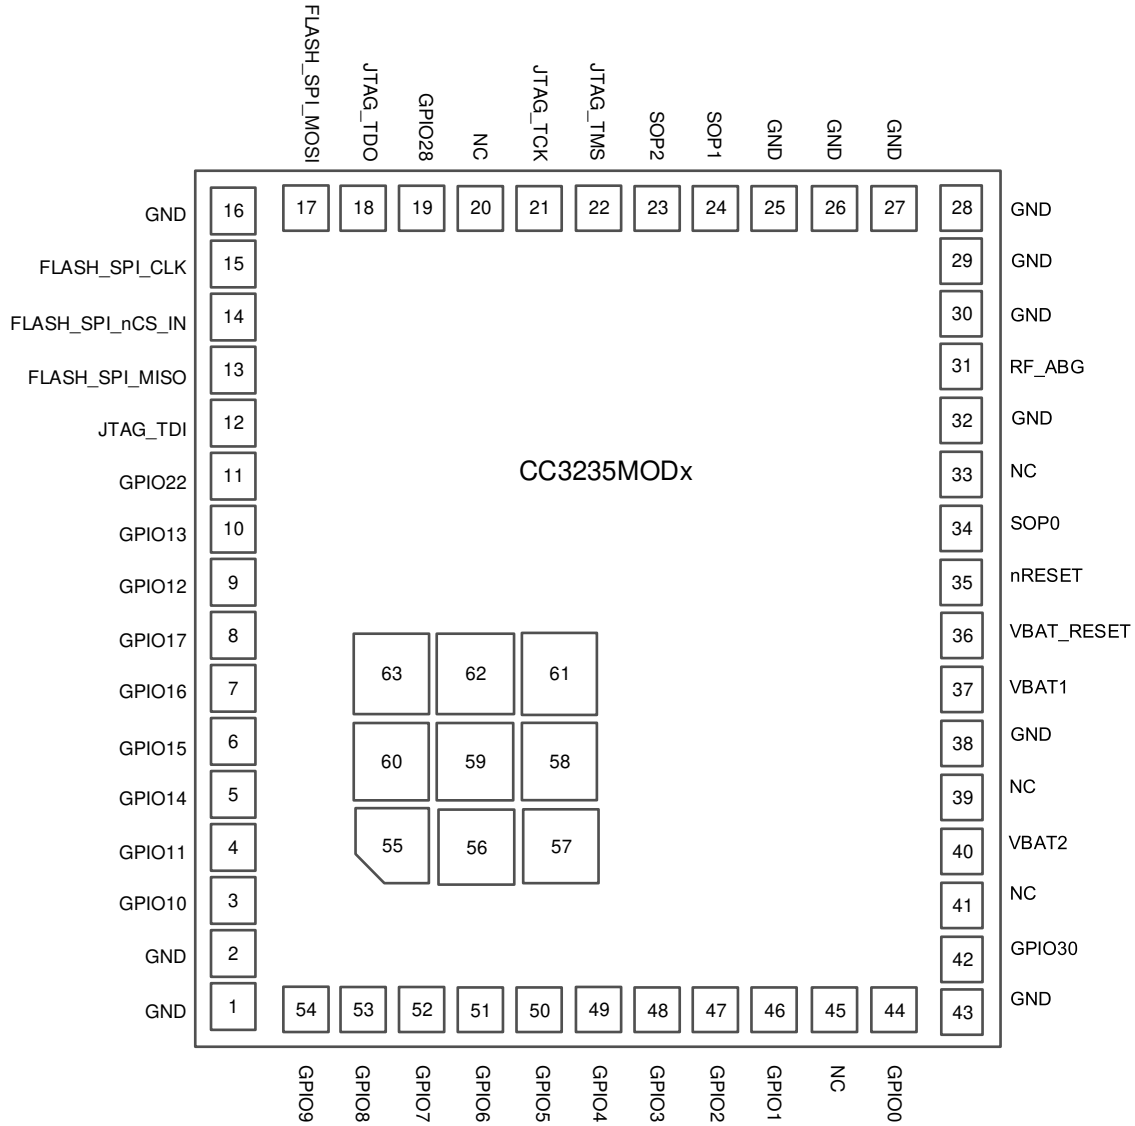 FLASH_SPI_MOSI
JTAG_TDO
GPIO28
NC
JTAG_TCK
JTAG_TMS
SOP2
SOP1
GND
GND
GND
GND 16 17 18 19 20 21 22 23 24 25 26 27 28 GND
FLASH_SPI_CLK 15 29 GND
FLASH_SPI_nCS_IN 14 30 GND
FLASH_SPI_MISO 13 31 RF_ABG
JTAG_TDI 12 32 GND
CC3235MODx
GPIO22 11 33 NC
GPIO13 10 34 SOP0
GPIO12 9 35 nRESET
GPIO17 8 36 VBAT_RESET
63 62 61
GPIO16 7 37 VBAT1
GPIO15 6 38 GND
60 59 58
GPIO14 5 39 NC
GPIO11 4 55 56 57 40 VBAT2
GPIO10 3 41 NC
GND 2 42 GPIO30
GND 1 54 53 52 51 50 49 48 47 46 45 44 43 GND
GPIO9
GPIO8
GPIO7
GPIO6
GPIO5
GPIO4
GPIO3
GPIO2
GPIO1
NC
GPIO0